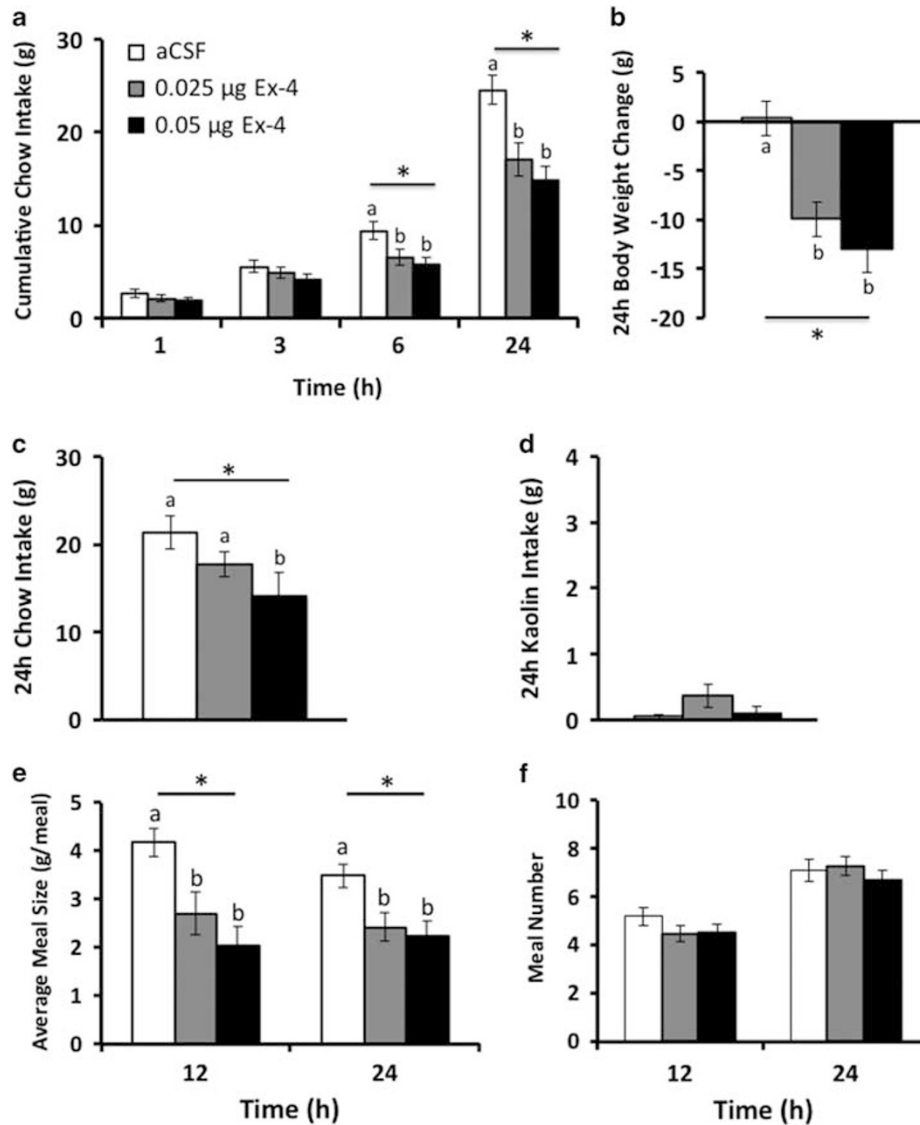 a
Cumulative Chow Intake (g)
30
20
10
0
aCSF
0.025 µg Ex-4
0.05 µg Ex-4
*
a
b b
*
a
b b
1 3 6 24
Time (h)
b
24h Body Weight Change (g)
5
0
-5
-10
-15
-20
a
b
b
*
c
24h Chow Intake (g)
30
20
10
0
*
a
a
b
d
24h Kaolin Intake (g)
4
3
2
1
0
e
Average Meal Size (g/meal)
5
4
3
2
1
0
*
a
b
b
*
a
b b
12 24
Time (h)
f
Meal Number
10
8
6
4
2
0
12 24
Time (h)